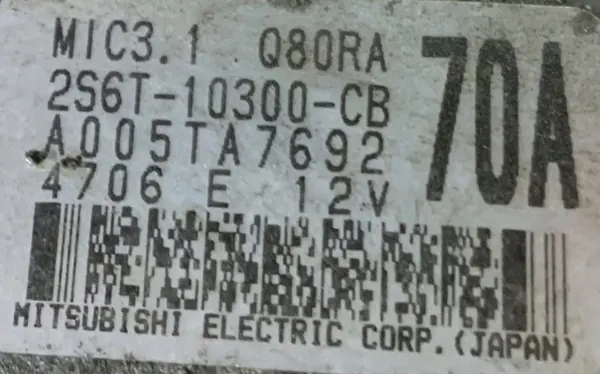 MIC3.1 Q80RA 70A
2S6T-10300-CB
A005TA7692
4706 E 12V
MITSUBISHI ELECTRIC CORP.(JAPAN)